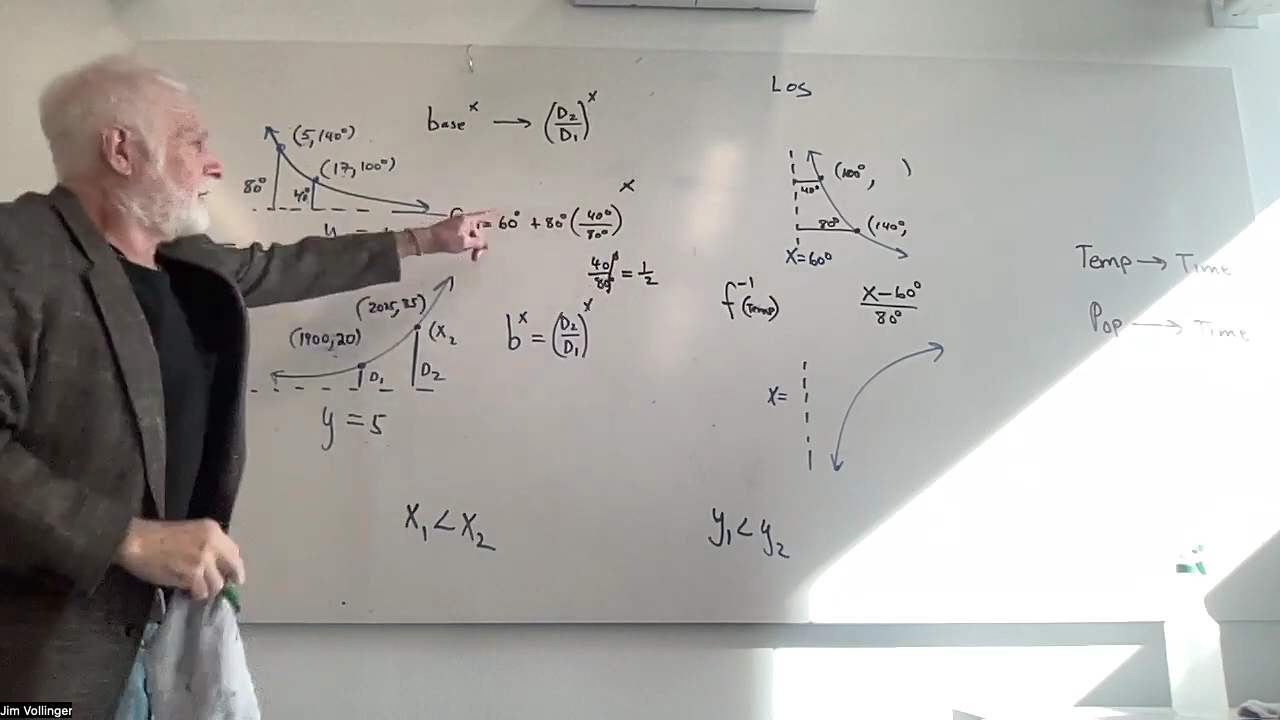 base^x → (D₂/D₁)^x
Los
(5, 140°)
(17, 100°)
80°
40°
= 60° + 80° (40°/80°)^x
40°/80° = 1/2
y =
(100°, )
40°
80°
(140°,
X=60°
Temp → Time
Pop → Time
f⁻¹(Temp)
X-60°/80°
(2025, 85)
(1900, 20)
(X₂
D₁
D₂
b^x = (D₂/D₁)^x
y = 5
X=
X₁ < X₂
y₁ < y₂
Jim Vollinger